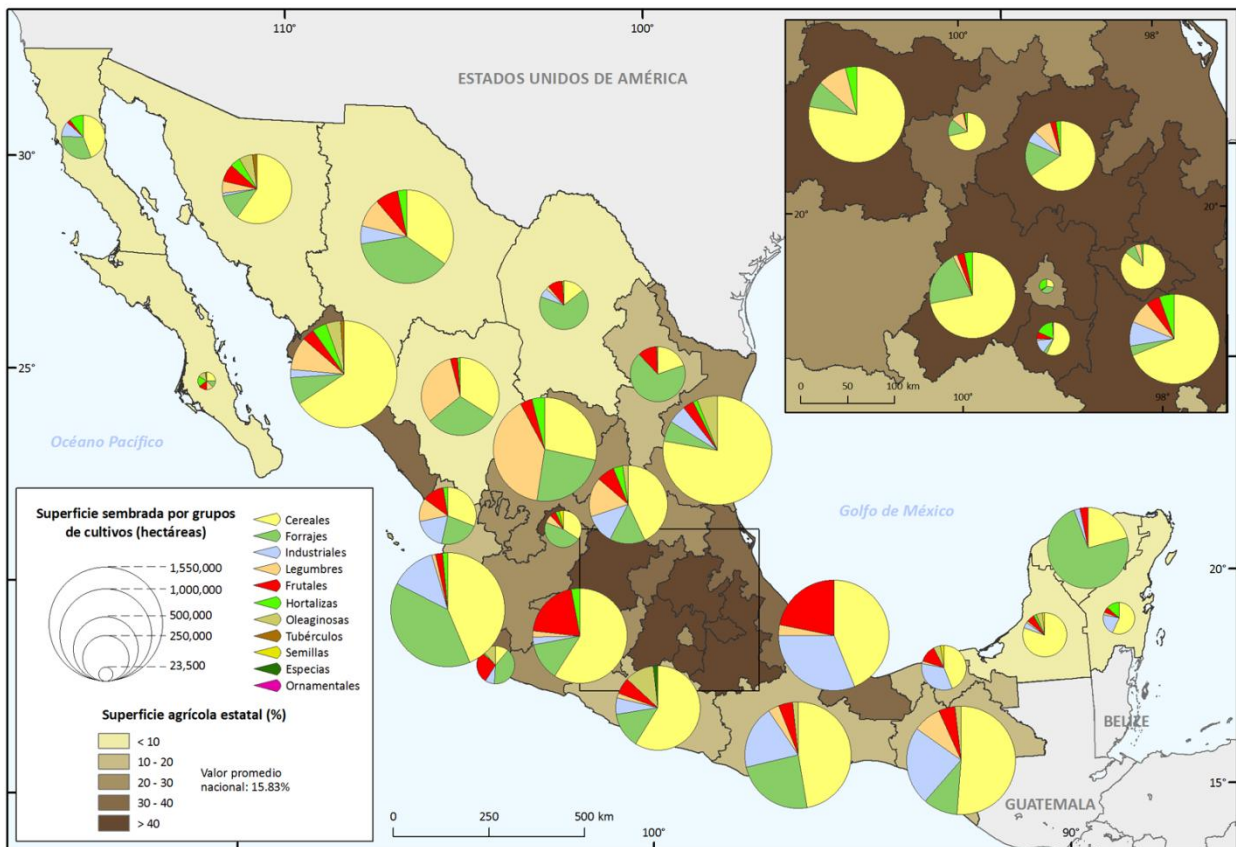 110°
100°
ESTADOS UNIDOS DE AMÉRICA
30°
25°
Océano Pacífico
Golfo de México
20°
15°
BELIZE
GUATEMALA
100°
90°
0 250 500 km
100°
98°
20°
20°
0 50 100 km
100°
98°
Superficie sembrada por grupos
de cultivos (hectáreas)
1,550,000
1,000,000
500,000
250,000
23,500
Cereales
Forrajes
Industriales
Legumbres
Frutales
Hortalizas
Oleaginosas
Tubérculos
Semillas
Especias
Ornamentales
Superficie agrícola estatal (%)
< 10
10 - 20
20 - 30
30 - 40
> 40
Valor promedio
nacional: 15.83%